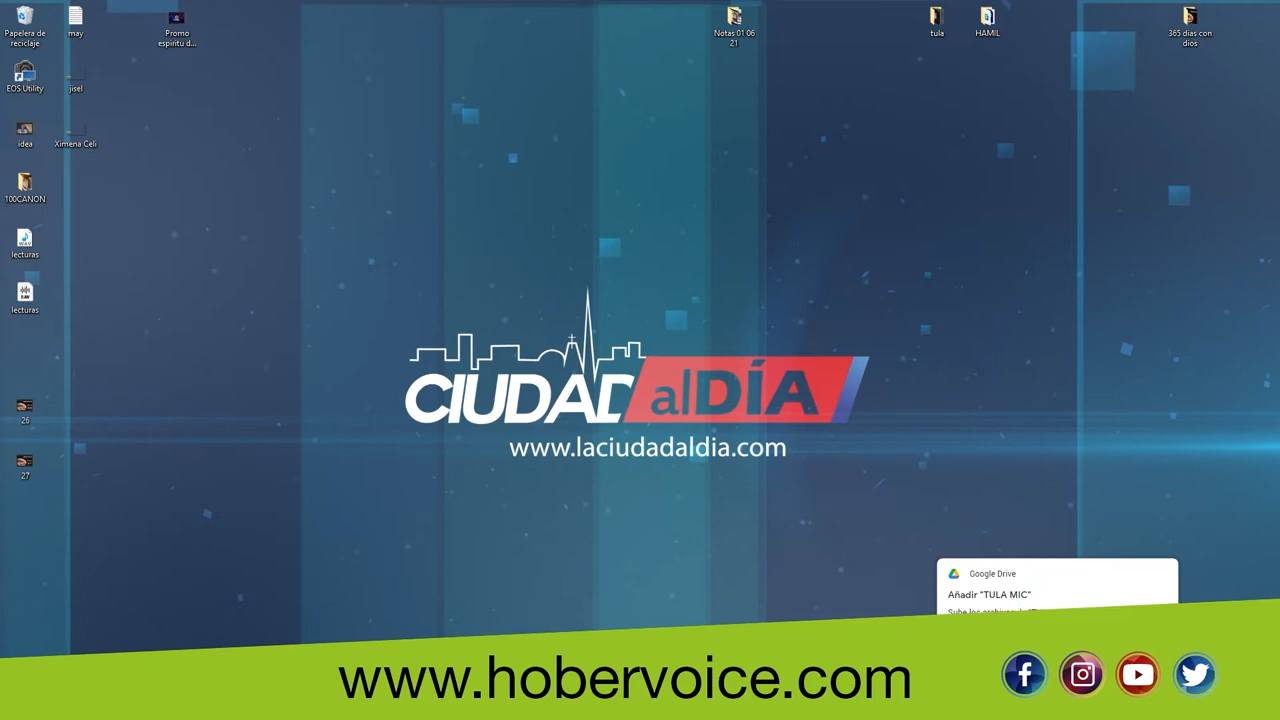 Papelera de
reciclaje
may
Promo
espiritu d...
Notas 01 06
21
tula
HAMIL
365 dias con
dios
EOS Utility
jisel
idea
Ximena Celi
100CANON
WAV
lecturas
lecturas
26
27
CIUDAD alDÍA
www.laciudadaldia.com
Google Drive
Añadir "TULA MIC"
www.hobervoice.com